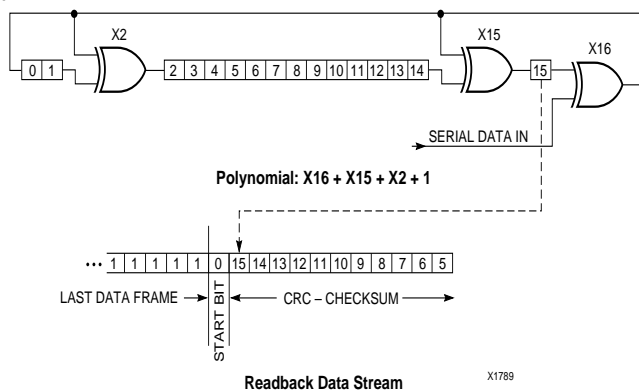 X2
X15
X16
0 1
2 3 4 5 6 7 8 9 10 11 12 13 14
15
SERIAL DATA IN
Polynomial: X16 + X15 + X2 + 1
••• 1 1 1 1 1 0 15 14 13 12 11 10 9 8 7 6 5
LAST DATA FRAME
START BIT
CRC – CHECKSUM
Readback Data Stream
X1789